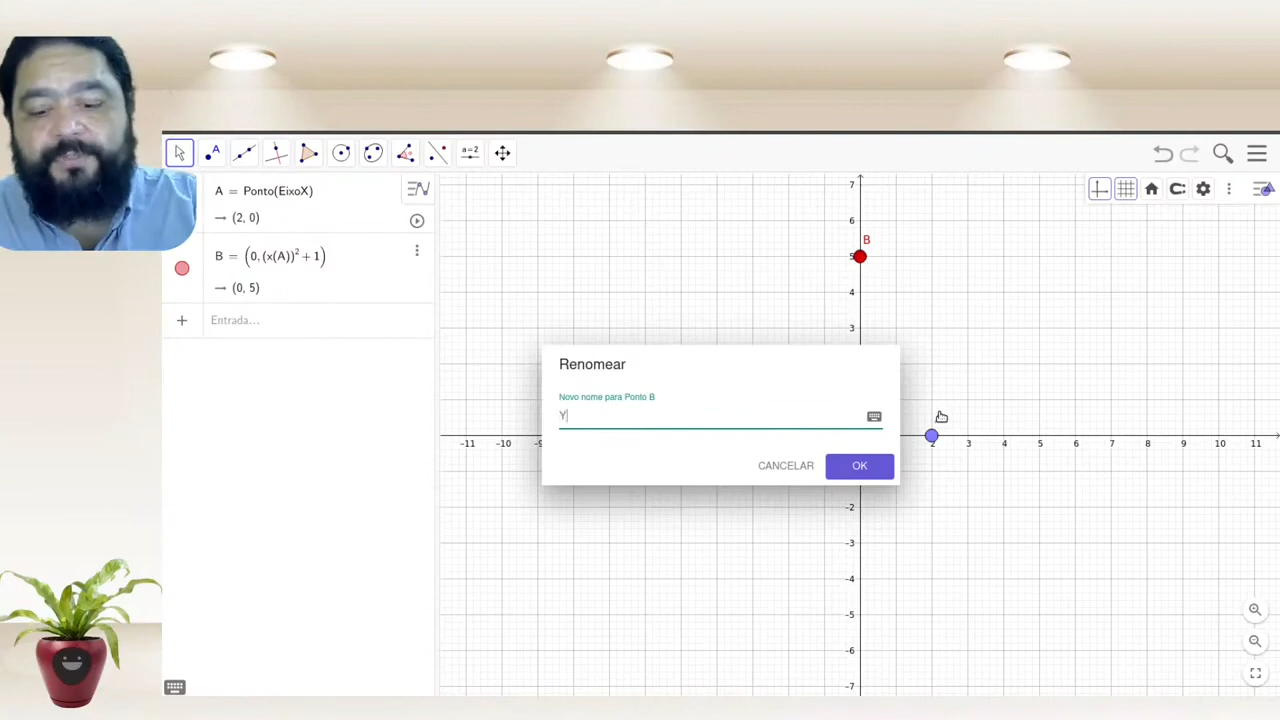 A
a=2
A = Ponto(EixoX)
→ (2, 0)
B = (0, (x(A))² + 1)
→ (0, 5)
+ Entrada...
7
6
B
5
4
3
Renomear
Novo nome para Ponto B
Y
CANCELAR
OK
-11 -10 -9 2 3 4 5 6 7 8 9 10 11
-2
-3
-4
-5
-6
-7